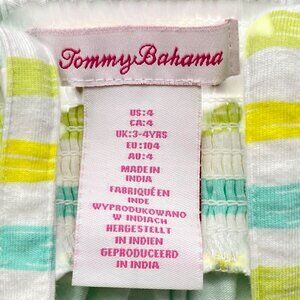 Tommy Bahama
US:4
CA:4
UK:3-4YRS
EU:104
AU:4
MADE IN
INDIA
FABRIQUÉ EN
INDE
WYPRODUKOWANO
W INDIACH
HERGESTELLT
IN INDIEN
GEPRODUCEERD
IN INDIA